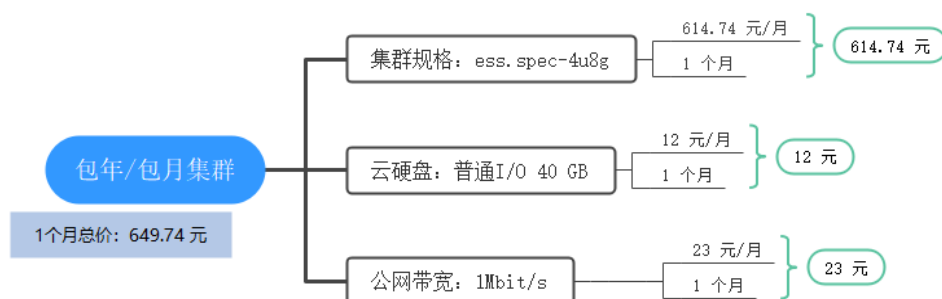 包年/包月集群
1个月总价：649.74 元
集群规格：ess.spec-4u8g
614.74 元/月
1 个月
614.74 元
云硬盘：普通I/O 40 GB
12 元/月
1 个月
12 元
公网带宽：1Mbit/s
23 元/月
1 个月
23 元